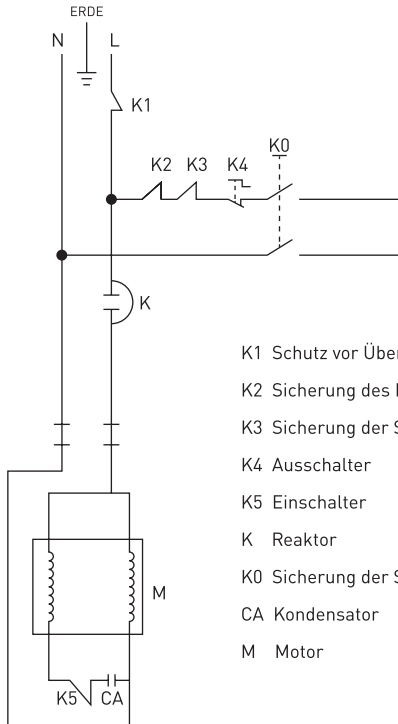 ERDE
N L
K1
K2 K3 K4 K0
K
K1 Schutz vor
K2 Sicherung des
K3 Sicherung der
K4 Ausschalter
K5 Einschalter
K Reaktor
K0 Sicherung der
CA Kondensator
M Motor
M
K5 CA